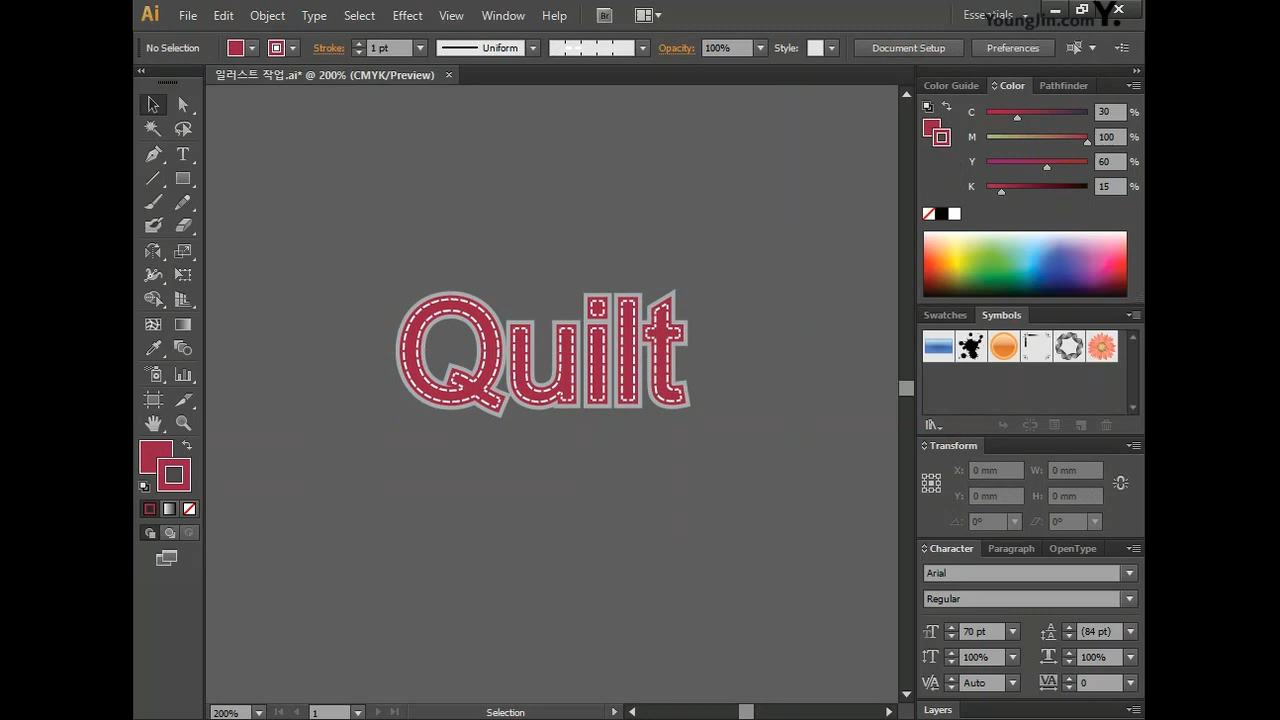 Ai File Edit Object Type Select Effect View Window Help Br Essentials
YoungJin.com Y.
No Selection Stroke: 1 pt Uniform Opacity: 100% Style: Document Setup Preferences
일러스트 작업.ai* @ 200% (CMYK/Preview) ×
Color Guide Color Pathfinder
C 30 %
M 100 %
Y 60 %
K 15 %
Quilt
Swatches Symbols
Transform
X: 0 mm W: 0 mm
Y: 0 mm H: 0 mm
0° 0°
Character Paragraph OpenType
Arial
Regular
70 pt (84 pt)
100% 100%
Auto 0
Layers
200% 1 Selection